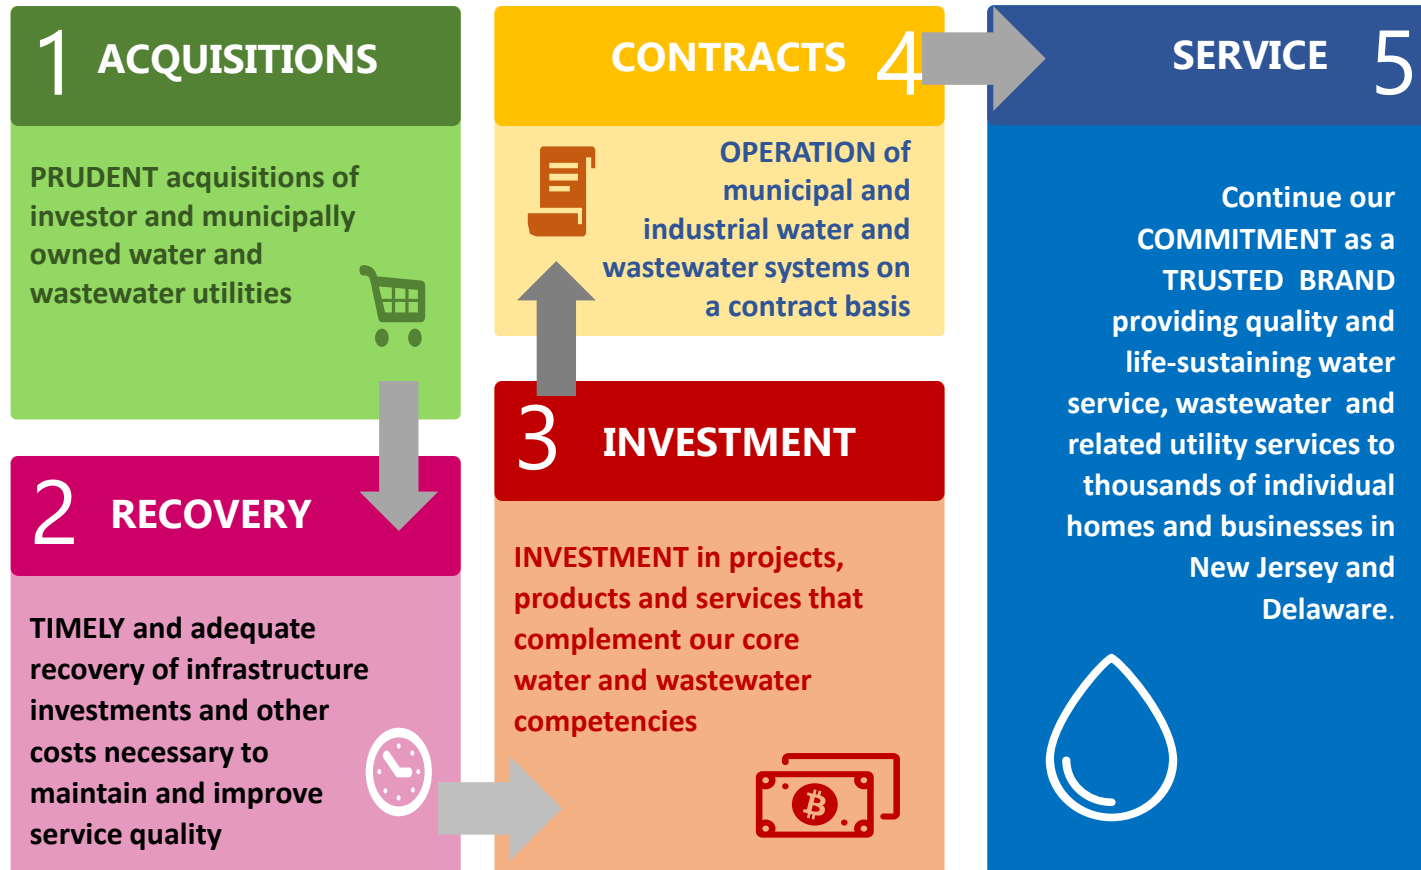 1 ACQUISITIONS
PRUDENT acquisitions of
investor and municipally
owned water and
wastewater utilities
2 RECOVERY
TIMELY and adequate
recovery of infrastructure
investments and other
costs necessary to
maintain and improve
service quality
3 INVESTMENT
INVESTMENT in projects,
products and services that
complement our core
water and wastewater
competencies
CONTRACTS 4
OPERATION of
municipal and
industrial water and
wastewater systems on
a contract basis
SERVICE 5
Continue our
COMMITMENT as a
TRUSTED BRAND
providing quality and
life-sustaining water
service, wastewater and
related utility services to
thousands of individual
homes and businesses in
New Jersey and
Delaware.